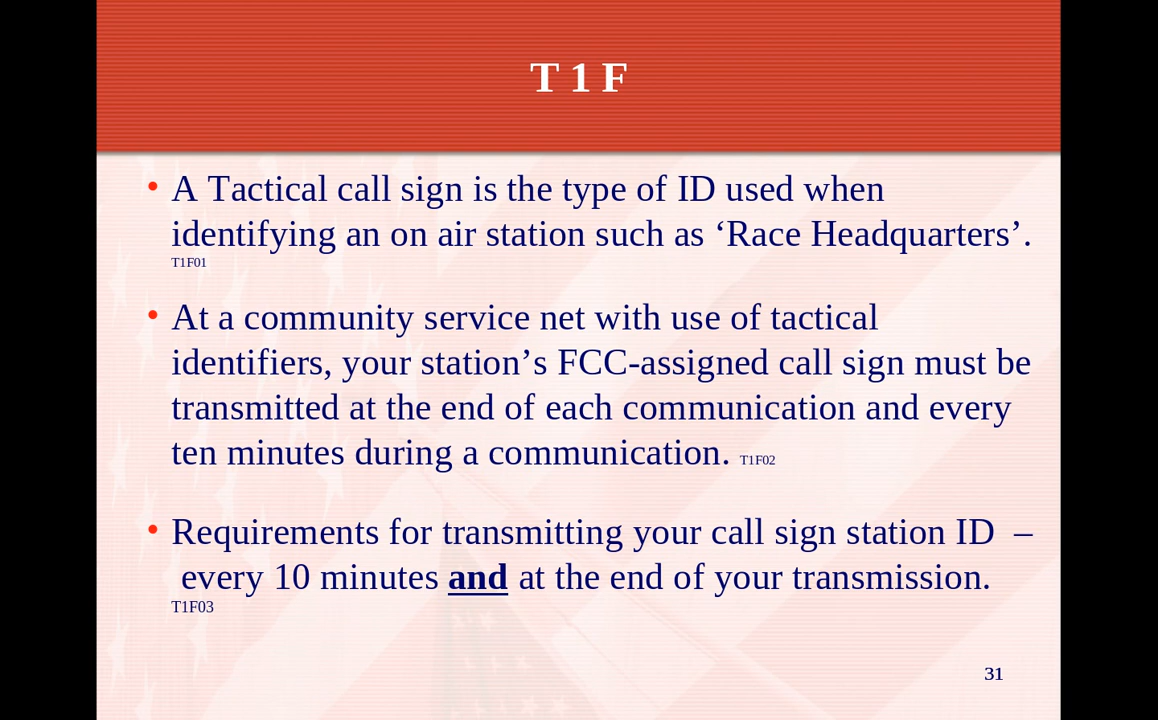 T 1 F
• A Tactical call sign is the type of ID used when
identifying an on air station such as ‘Race Headquarters’.
T1F01
• At a community service net with use of tactical
identifiers, your station’s FCC-assigned call sign must be
transmitted at the end of each communication and every
ten minutes during a communication. T1F02
• Requirements for transmitting your call sign station ID –
every 10 minutes and at the end of your transmission.
T1F03
31